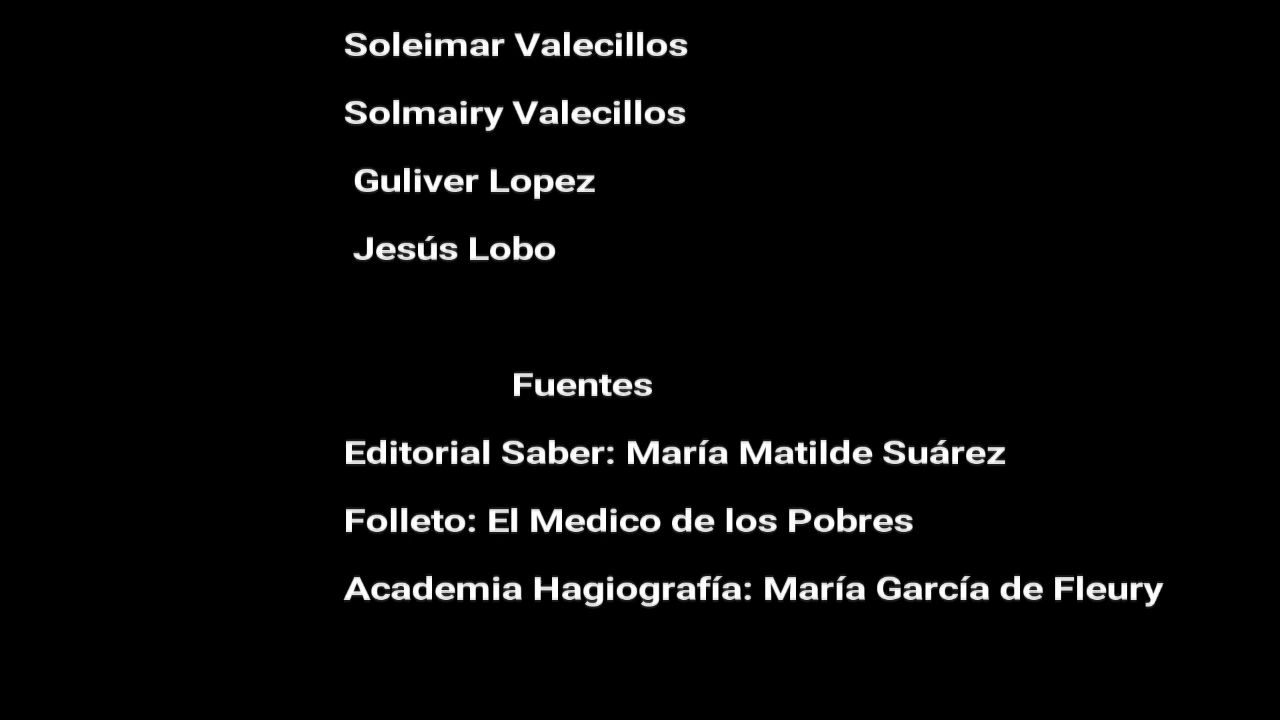 Soleimar Valecillos
Solmairy Valecillos
Guliver Lopez
Jesús Lobo
Fuentes
Editorial Saber: María Matilde Suárez
Folleto: El Medico de los Pobres
Academia Hagiografía: María García de Fleury